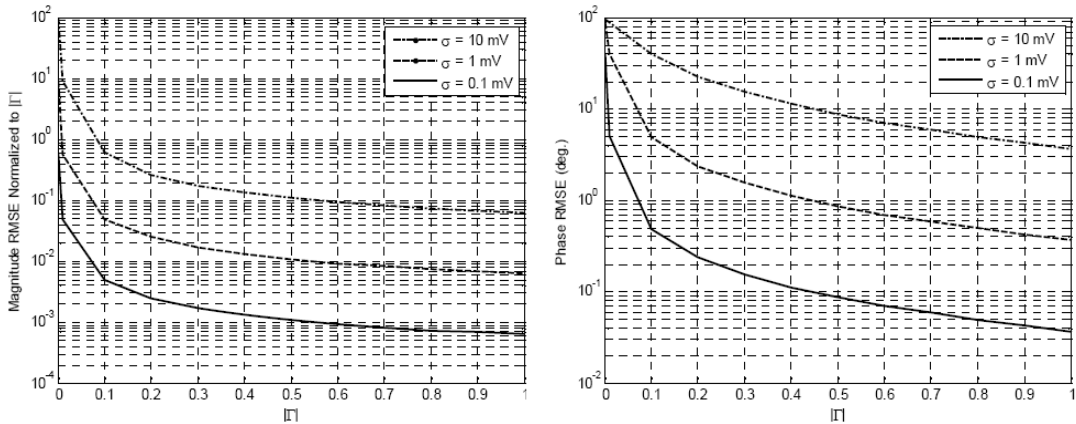 10^2
10^1
10^0
10^-1
10^-2
10^-3
10^-4
Magnitude RMSE Normalized to |Γ|
σ = 10 mV
σ = 1 mV
σ = 0.1 mV
0 0.1 0.2 0.3 0.4 0.5 0.6 0.7 0.8 0.9 1
|Γ|
10^2
10^1
10^0
10^-1
10^-2
Phase RMSE (deg.)
σ = 10 mV
σ = 1 mV
σ = 0.1 mV
0 0.1 0.2 0.3 0.4 0.5 0.6 0.7 0.8 0.9 1
|Γ|